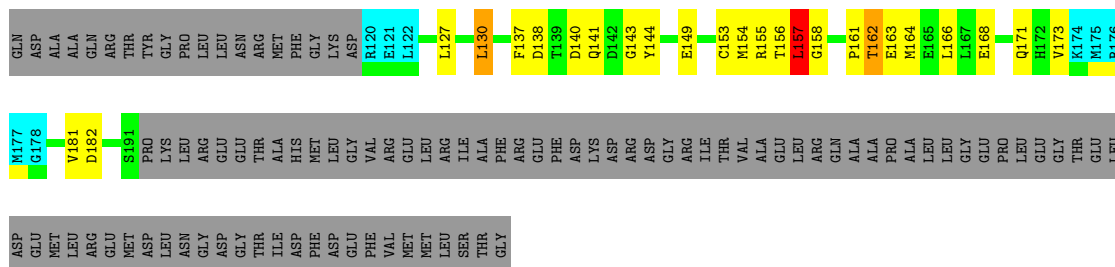 GLN ASP ALA ALA GLN ARG THR TYR GLY PRO LEU LEU ASN ARG MET PHE GLY LYS ASP R120 E121 L122 L127 L130 F137 D138 T139 D140 Q141 D142 G143 Y144 E149 C153 M154 R155 T156 L157 G158 P161 T162 E163 M164 E165 L166 L167 E168 Q171 H172 V173 K174 M175 R176
M177 G178 V181 D182 S191 PRO LYS LEU ARG GLU GLU THR ALA HIS MET LEU GLY VAL ARG GLU LEU ARG ILE ALA PHE ARG GLU PHE ASP LYS ASP ARG ASP GLY ARG ILE THR VAL ALA GLU LEU ARG GLN ALA ALA PRO ALA LEU LEU GLY GLU PRO LEU GLU GLY THR GLU LEU
ASP GLU MET LEU ARG GLU MET ASP LEU ASN GLY ASP GLY THR ILE ASP PHE ASP GLU PHE VAL MET MET LEU SER THR GLY